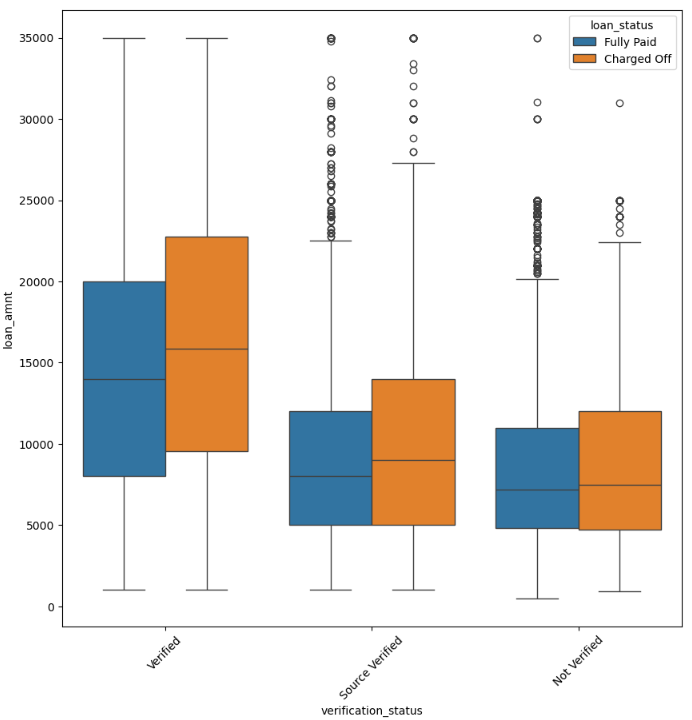 loan_status
Fully Paid
Charged Off
loan_amnt
35000
30000
25000
20000
15000
10000
5000
0
Verified
Source Verified
Not Verified
verification_status